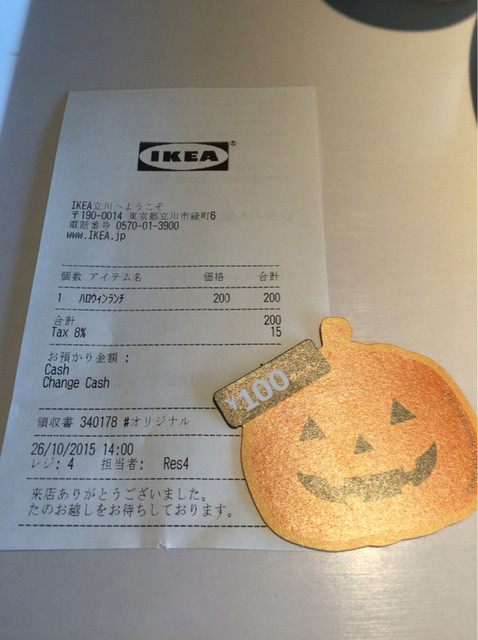 IKEA®
IKEA立川へようこそ
〒190-0014 東京都立川市緑町6
電話番号 0570-01-3900
www.IKEA.jp
個数 アイテム名 価格 合計
1 ハロウィンランチ 200 200
合計 200
Tax 8% 15
お預かり金額 :
Cash
Change Cash
領収書 340178 #オリジナル
26/10/2015 14:00
レジ: 4 担当者: Res4
来店ありがとうございました。
たのお越しをお待ちしております。
¥100